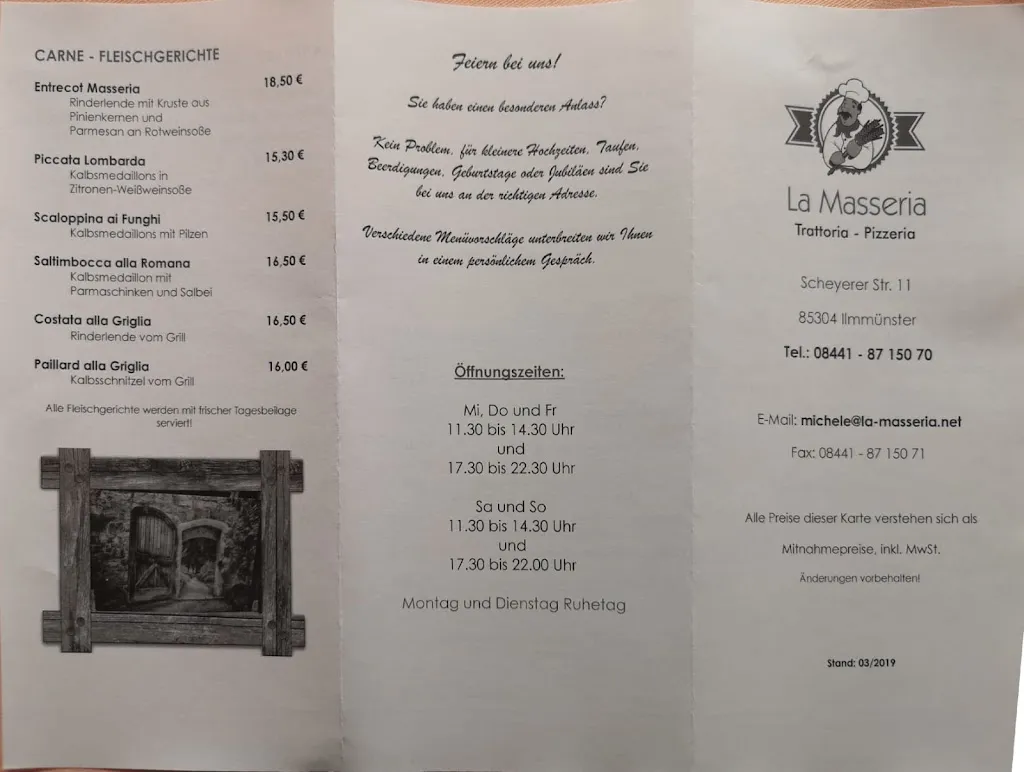 CARNE - FLEISCHGERICHTE
Entrecot Masseria 18,50 €
Rinderlende mit Kruste aus
Pinienkernen und
Parmesan an Rotweinsoße
Piccata Lombarda 15,30 €
Kalbsmedaillons in
Zitronen-Weißweinsoße
Scaloppina ai Funghi 15,50 €
Kalbsmedaillons mit Pilzen
Saltimbocca alla Romana 16,50 €
Kalbsmedaillon mit
Parmaschinken und Salbei
Costata alla Griglia 16,50 €
Rinderlende vom Grill
Paillard alla Griglia 16,00 €
Kalbsschnitzel vom Grill
Alle Fleischgerichte werden mit frischer Tagesbeilage
serviert!
Feiern bei uns!
Sie haben einen besonderen Anlass?
Kein Problem, für kleinere Hochzeiten, Taufen,
Beerdigungen, Geburtstage oder Jubiläen sind Sie
bei uns an der richtigen Adresse.
Verschiedene Menüvorschläge unterbreiten wir Ihnen
in einem persönlichem Gespräch.
Öffnungszeiten:
Mi, Do und Fr
11.30 bis 14.30 Uhr
und
17.30 bis 22.30 Uhr
Sa und So
11.30 bis 14.30 Uhr
und
17.30 bis 22.00 Uhr
Montag und Dienstag Ruhetag
La Masseria
Trattoria - Pizzeria
Scheyerer Str. 11
85304 Ilmmünster
Tel.: 08441 - 87 150 70
E-Mail: michele@la-masseria.net
Fax: 08441 - 87 150 71
Alle Preise dieser Karte verstehen sich als
Mitnahmepreise, inkl. MwSt.
Änderungen vorbehalten!
Stand: 03/2019